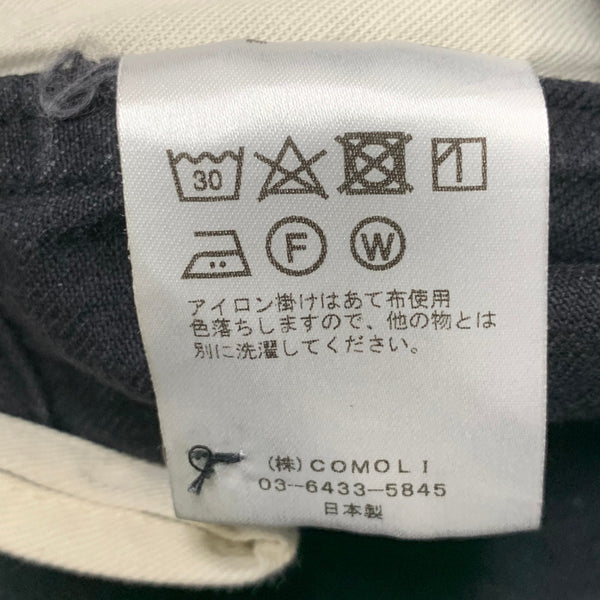 30
F W
アイロン掛けはあて布使用
色落ちしますので、他の物とは
別に洗濯してください。
(株)COMOLI
03-6433-5845
日本製